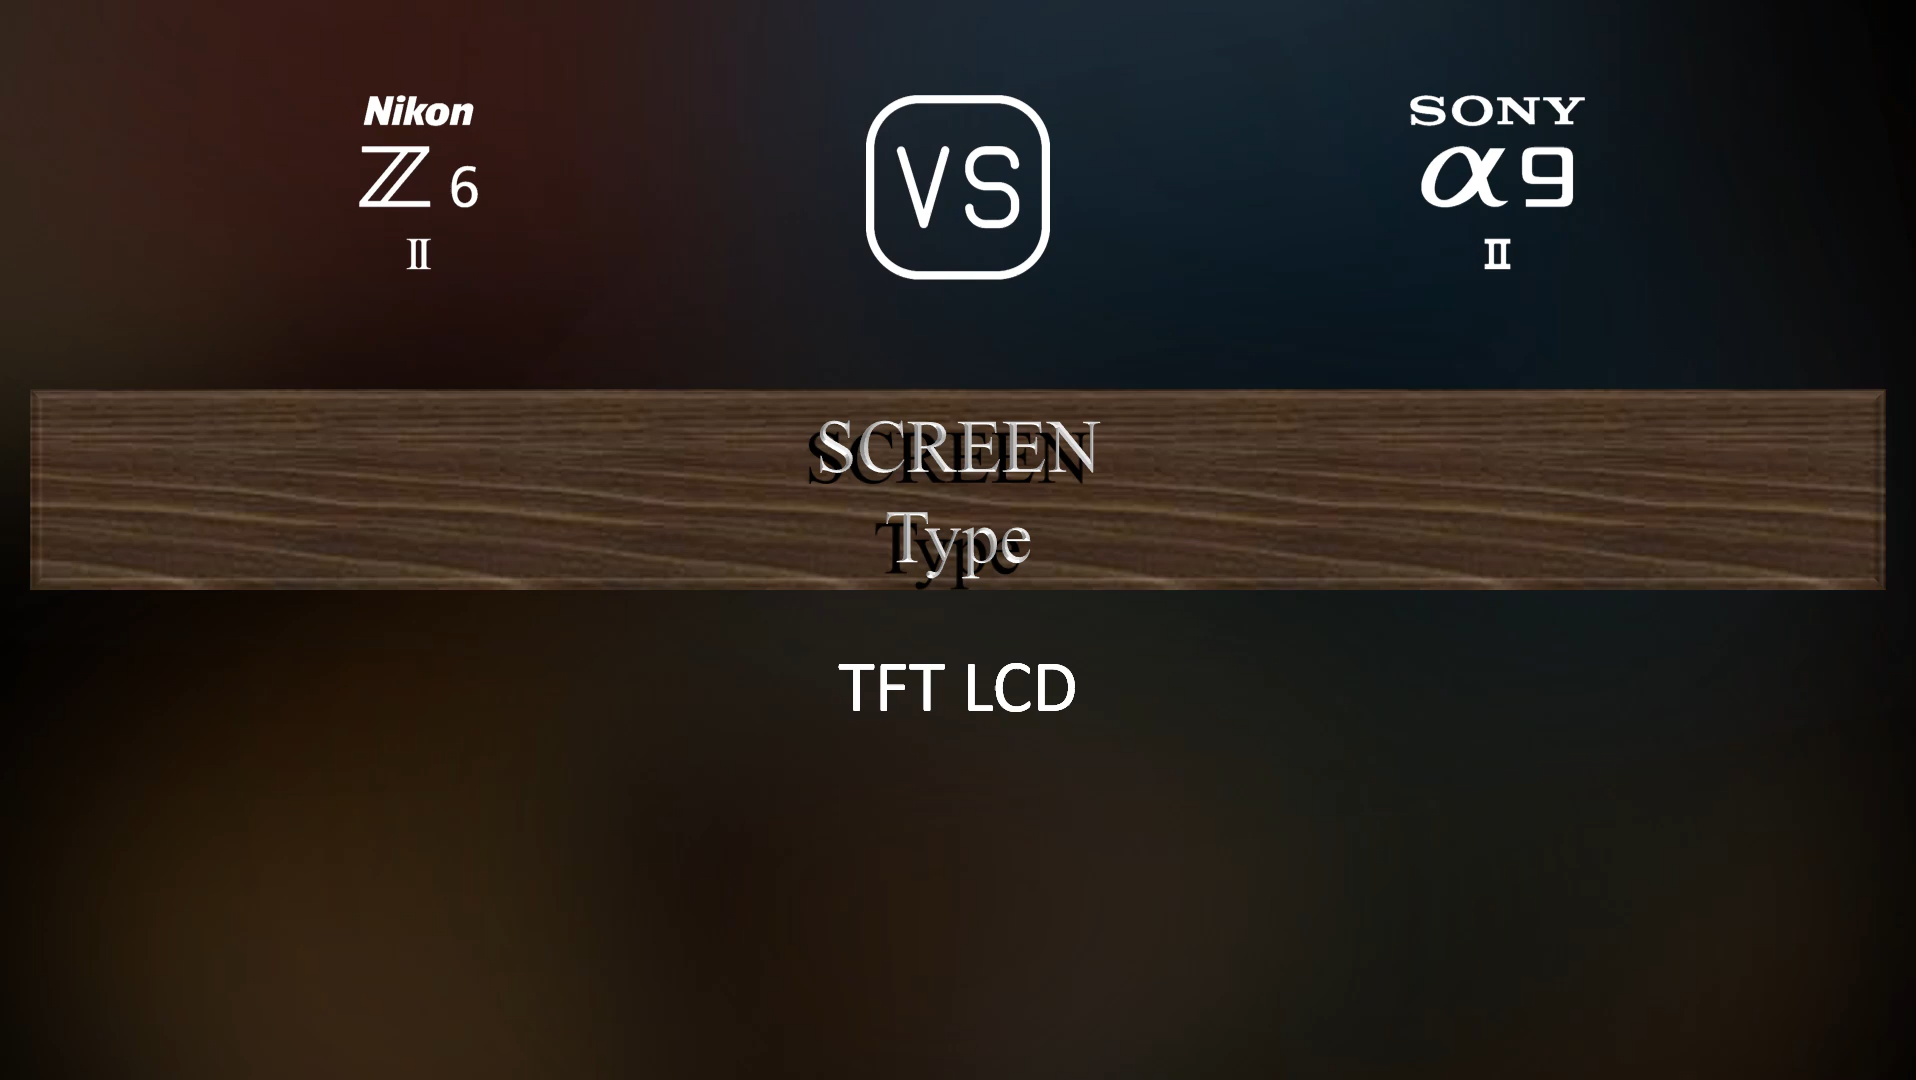 Nikon
Z 6
II
VS
SONY
α9
II
SCREEN
Type
TFT LCD